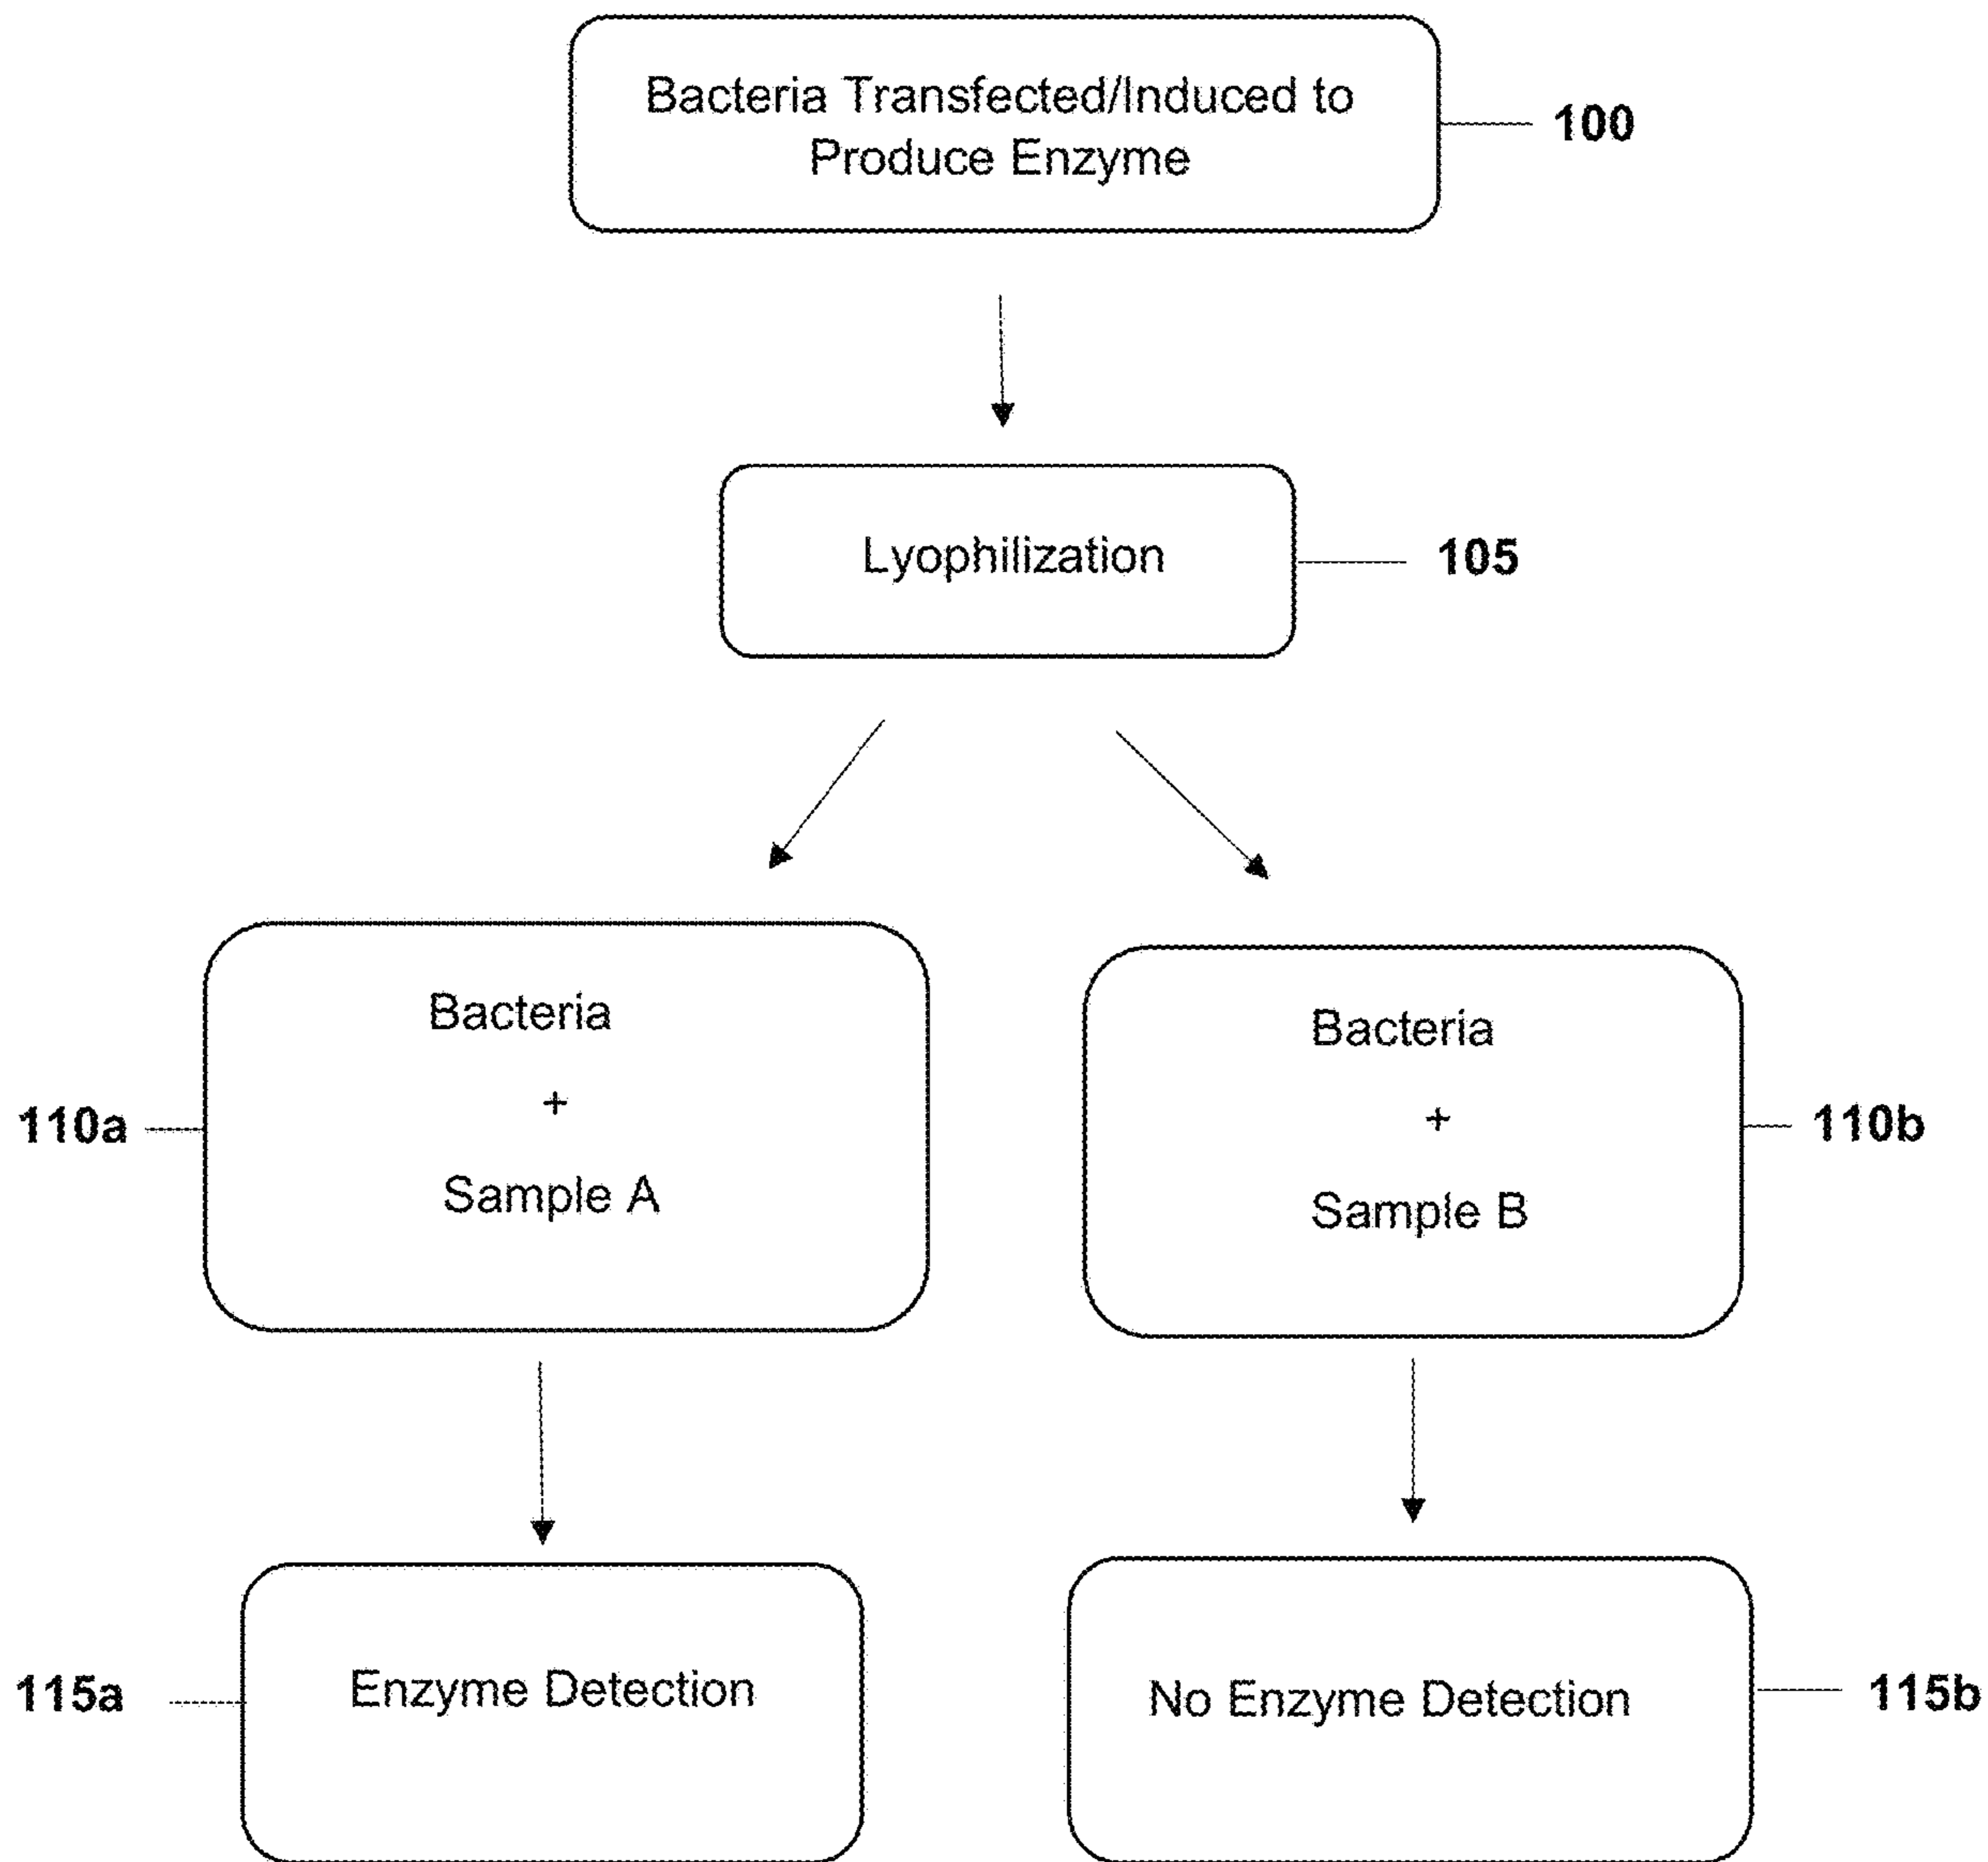 Bacteria Transfected/Induced to
Produce Enzyme
100
Lyophilization
105
Bacteria
+
Sample A
110a
Bacteria
+
Sample B
110b
Enzyme Detection
115a
No Enzyme Detection
115b